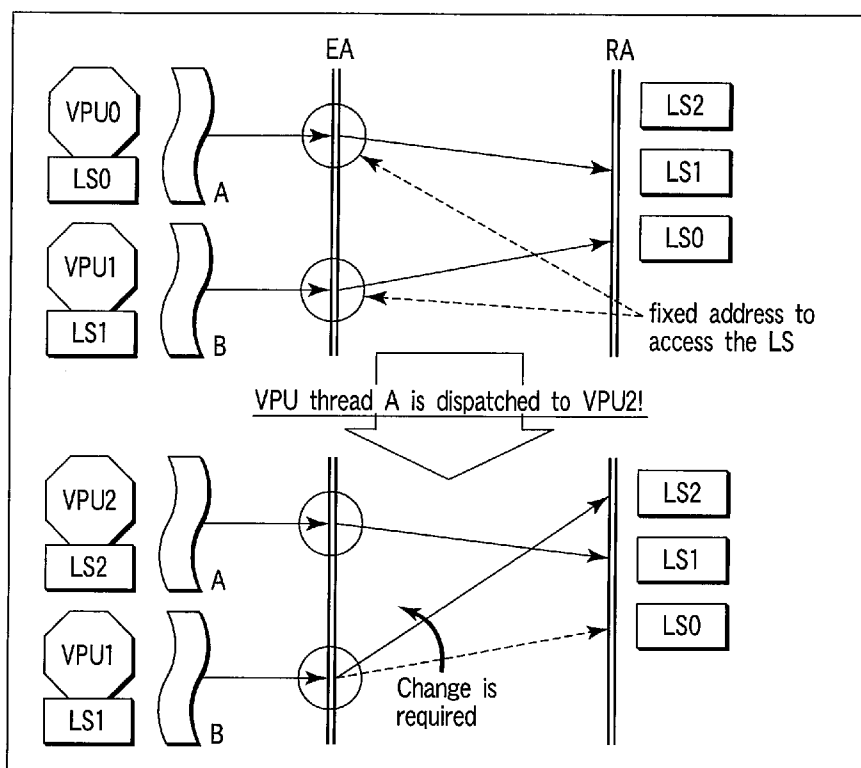 EA
RA
VPU0
LS0
A
LS2
LS1
LS0
VPU1
LS1
B
fixed address to
access the LS
VPU thread A is dispatched to VPU2!
VPU2
LS2
A
LS2
LS1
LS0
VPU1
LS1
B
Change is
required